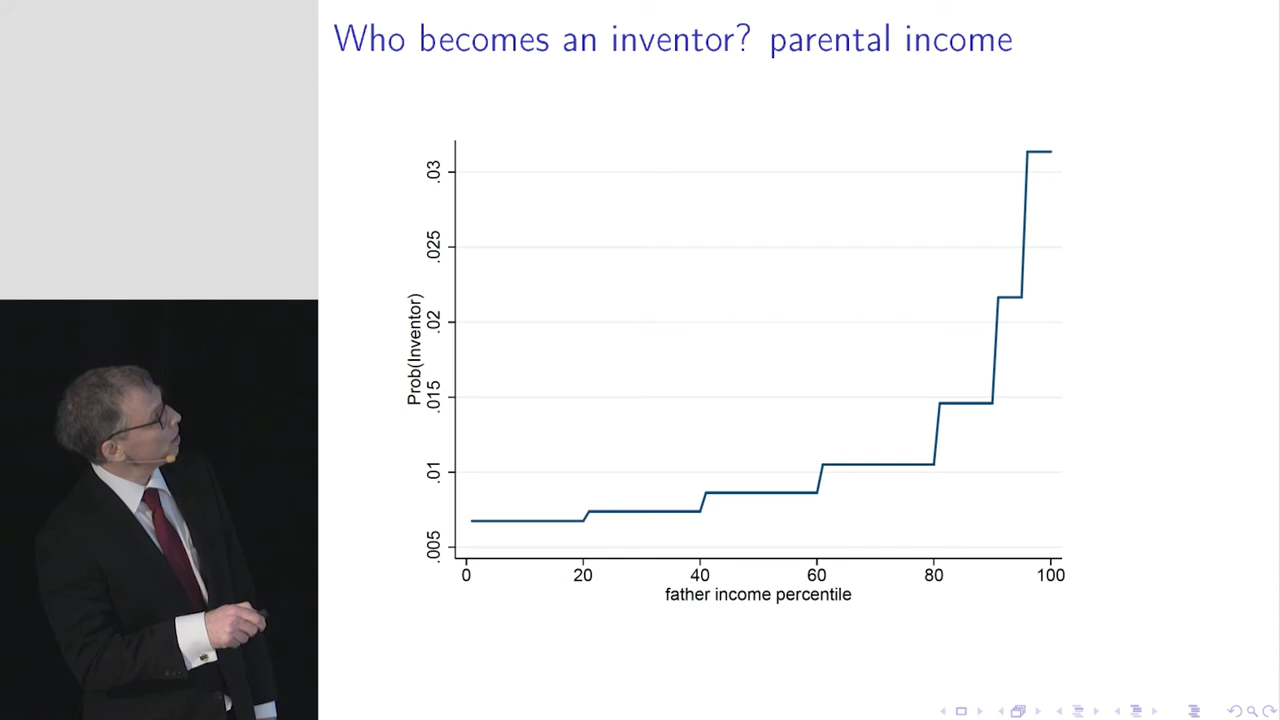 Who becomes an inventor? parental income
.03
.025
.02
.015
.01
.005
Prob(Inventor)
0 20 40 60 80 100
father income percentile